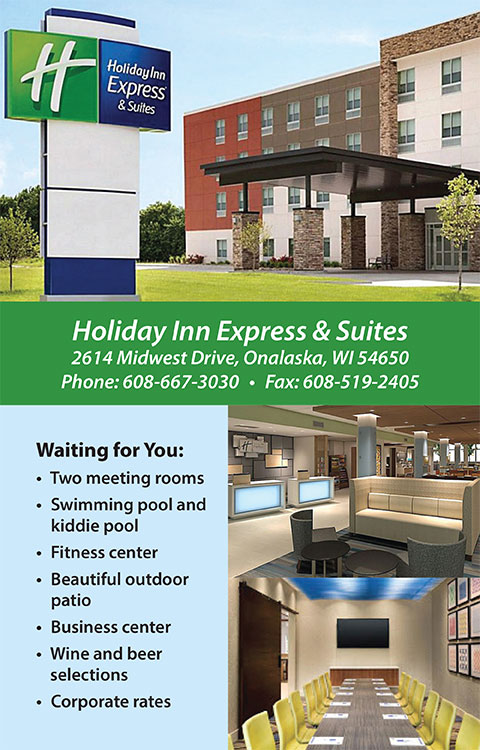 Holiday Inn
Express
& Suites
Holiday Inn Express & Suites
2614 Midwest Drive, Onalaska, WI 54650
Phone: 608-667-3030 • Fax: 608-519-2405
Waiting for You:
• Two meeting rooms
• Swimming pool and
kiddie pool
• Fitness center
• Beautiful outdoor
patio
• Business center
• Wine and beer
selections
• Corporate rates